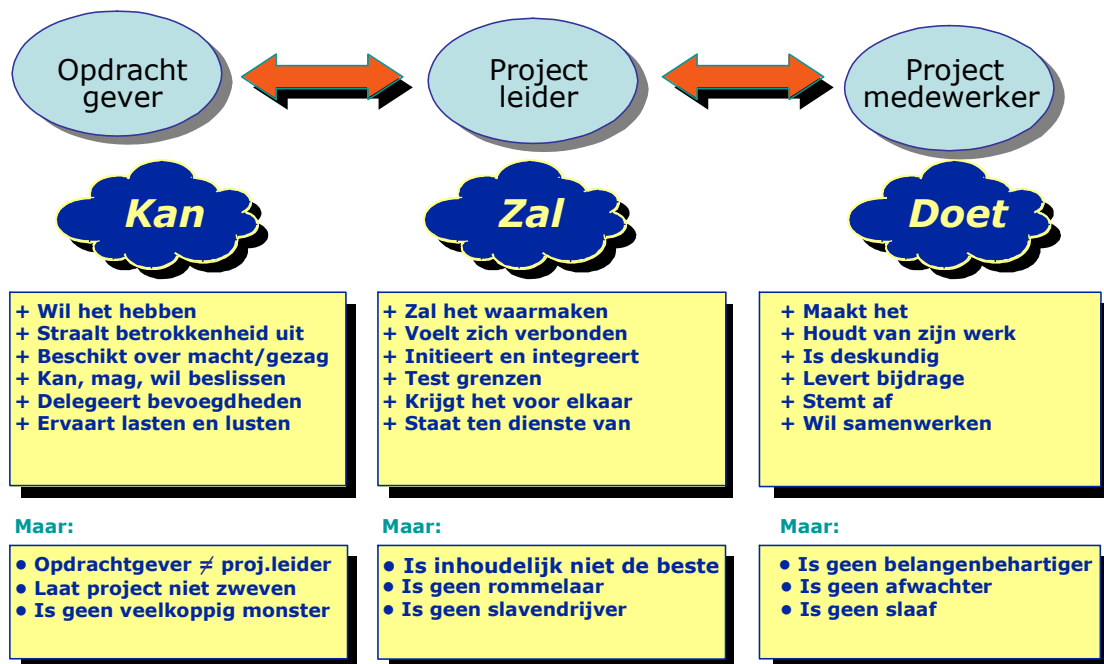 Opdracht
gever
Project
leider
Project
medewerker
Kan
Zal
Doet
+ Wil het hebben
+ Straalt betrokkenheid uit
+ Beschikt over macht/gezag
+ Kan, mag, wil beslissen
+ Delegeert bevoegdheden
+ Ervaart lasten en lusten
+ Zal het waarmaken
+ Voelt zich verbonden
+ Initieert en integreert
+ Test grenzen
+ Krijgt het voor elkaar
+ Staat ten dienste van
+ Maakt het
+ Houdt van zijn werk
+ Is deskundig
+ Levert bijdrage
+ Stemt af
+ Wil samenwerken
Maar:
• Opdrachtgever ≠ proj.leider
• Laat project niet zweven
• Is geen veelkoppig monster
Maar:
• Is inhoudelijk niet de beste
• Is geen rommelaar
• Is geen slavendrijver
Maar:
• Is geen belangenbehartiger
• Is geen afwachter
• Is geen slaaf